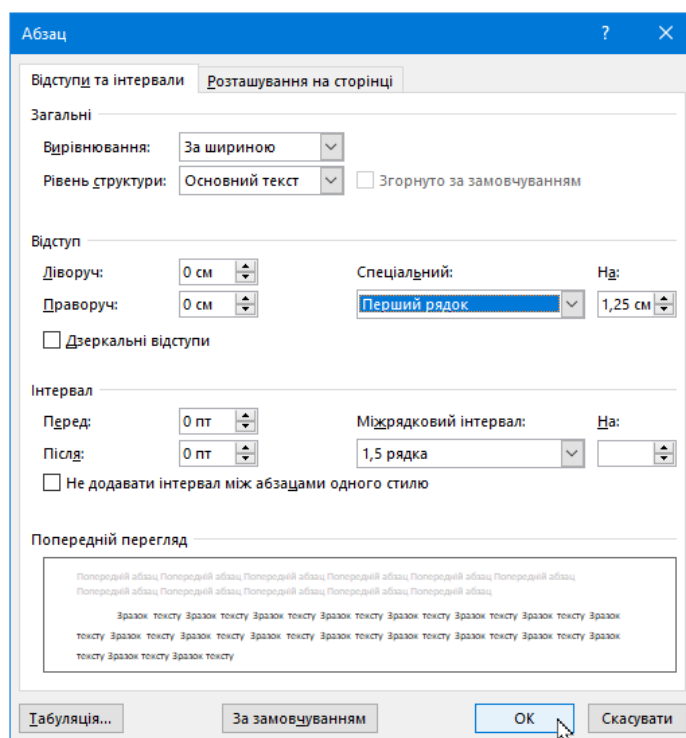 Абзац ? ×
Відступи та інтервали Розташування на сторінці
Загальні
Вирівнювання: За шириною
Рівень структури: Основний текст Згорнуто за замовчуванням
Відступ
Ліворуч: 0 см Спеціальний: На:
Праворуч: 0 см Перший рядок 1,25 см
Дзеркальні відступи
Інтервал
Перед: 0 пт Міжрядковий інтервал: На:
Після: 0 пт 1,5 рядка
Не додавати інтервал між абзацами одного стилю
Попередній перегляд
Попередній абзац Попередній абзац Попередній абзац Попередній абзац Попередній абзац Попередній абзац
Попередній абзац Попередній абзац Попередній абзац Попередній абзац Попередній абзац
Зразок тексту Зразок тексту Зразок тексту Зразок тексту Зразок тексту Зразок тексту Зразок тексту Зразок
тексту Зразок тексту Зразок тексту Зразок тексту Зразок тексту Зразок тексту Зразок тексту Зразок
тексту Зразок тексту Зразок тексту
Табуляція... За замовчуванням ОК Скасувати